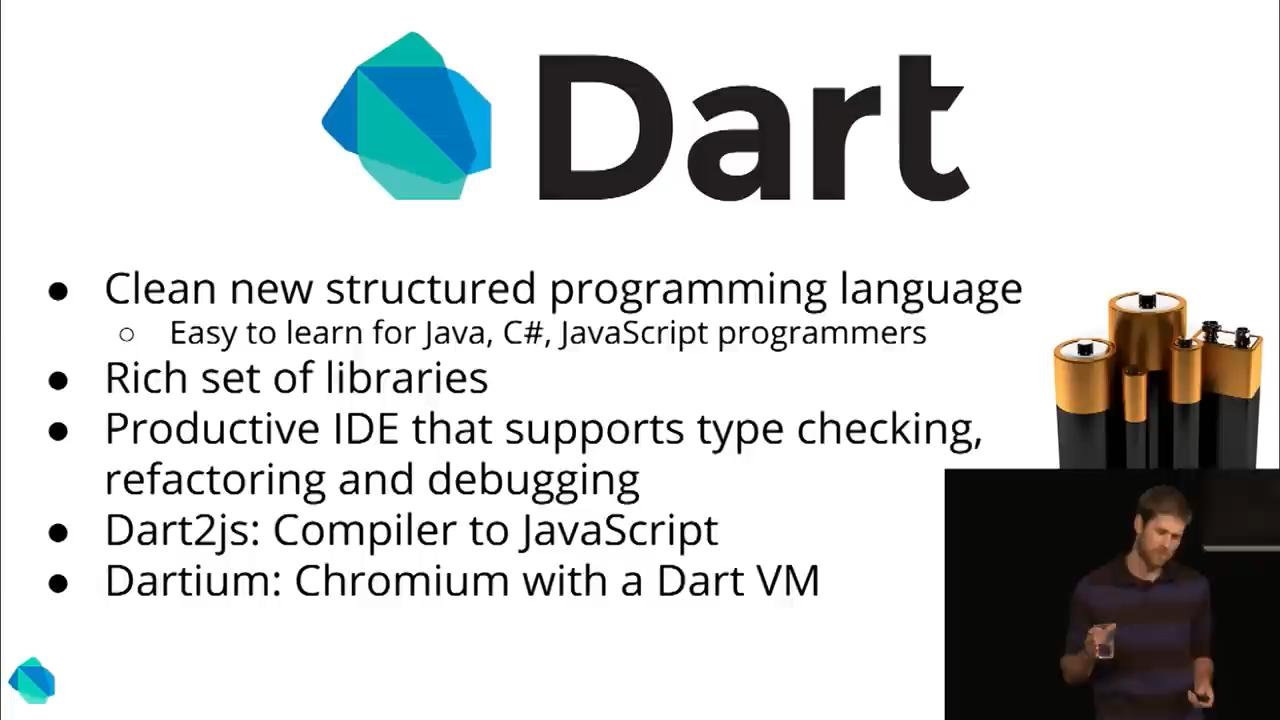 Dart
● Clean new structured programming language
○ Easy to learn for Java, C#, JavaScript programmers
● Rich set of libraries
● Productive IDE that supports type checking,
refactoring and debugging
● Dart2js: Compiler to JavaScript
● Dartium: Chromium with a Dart VM